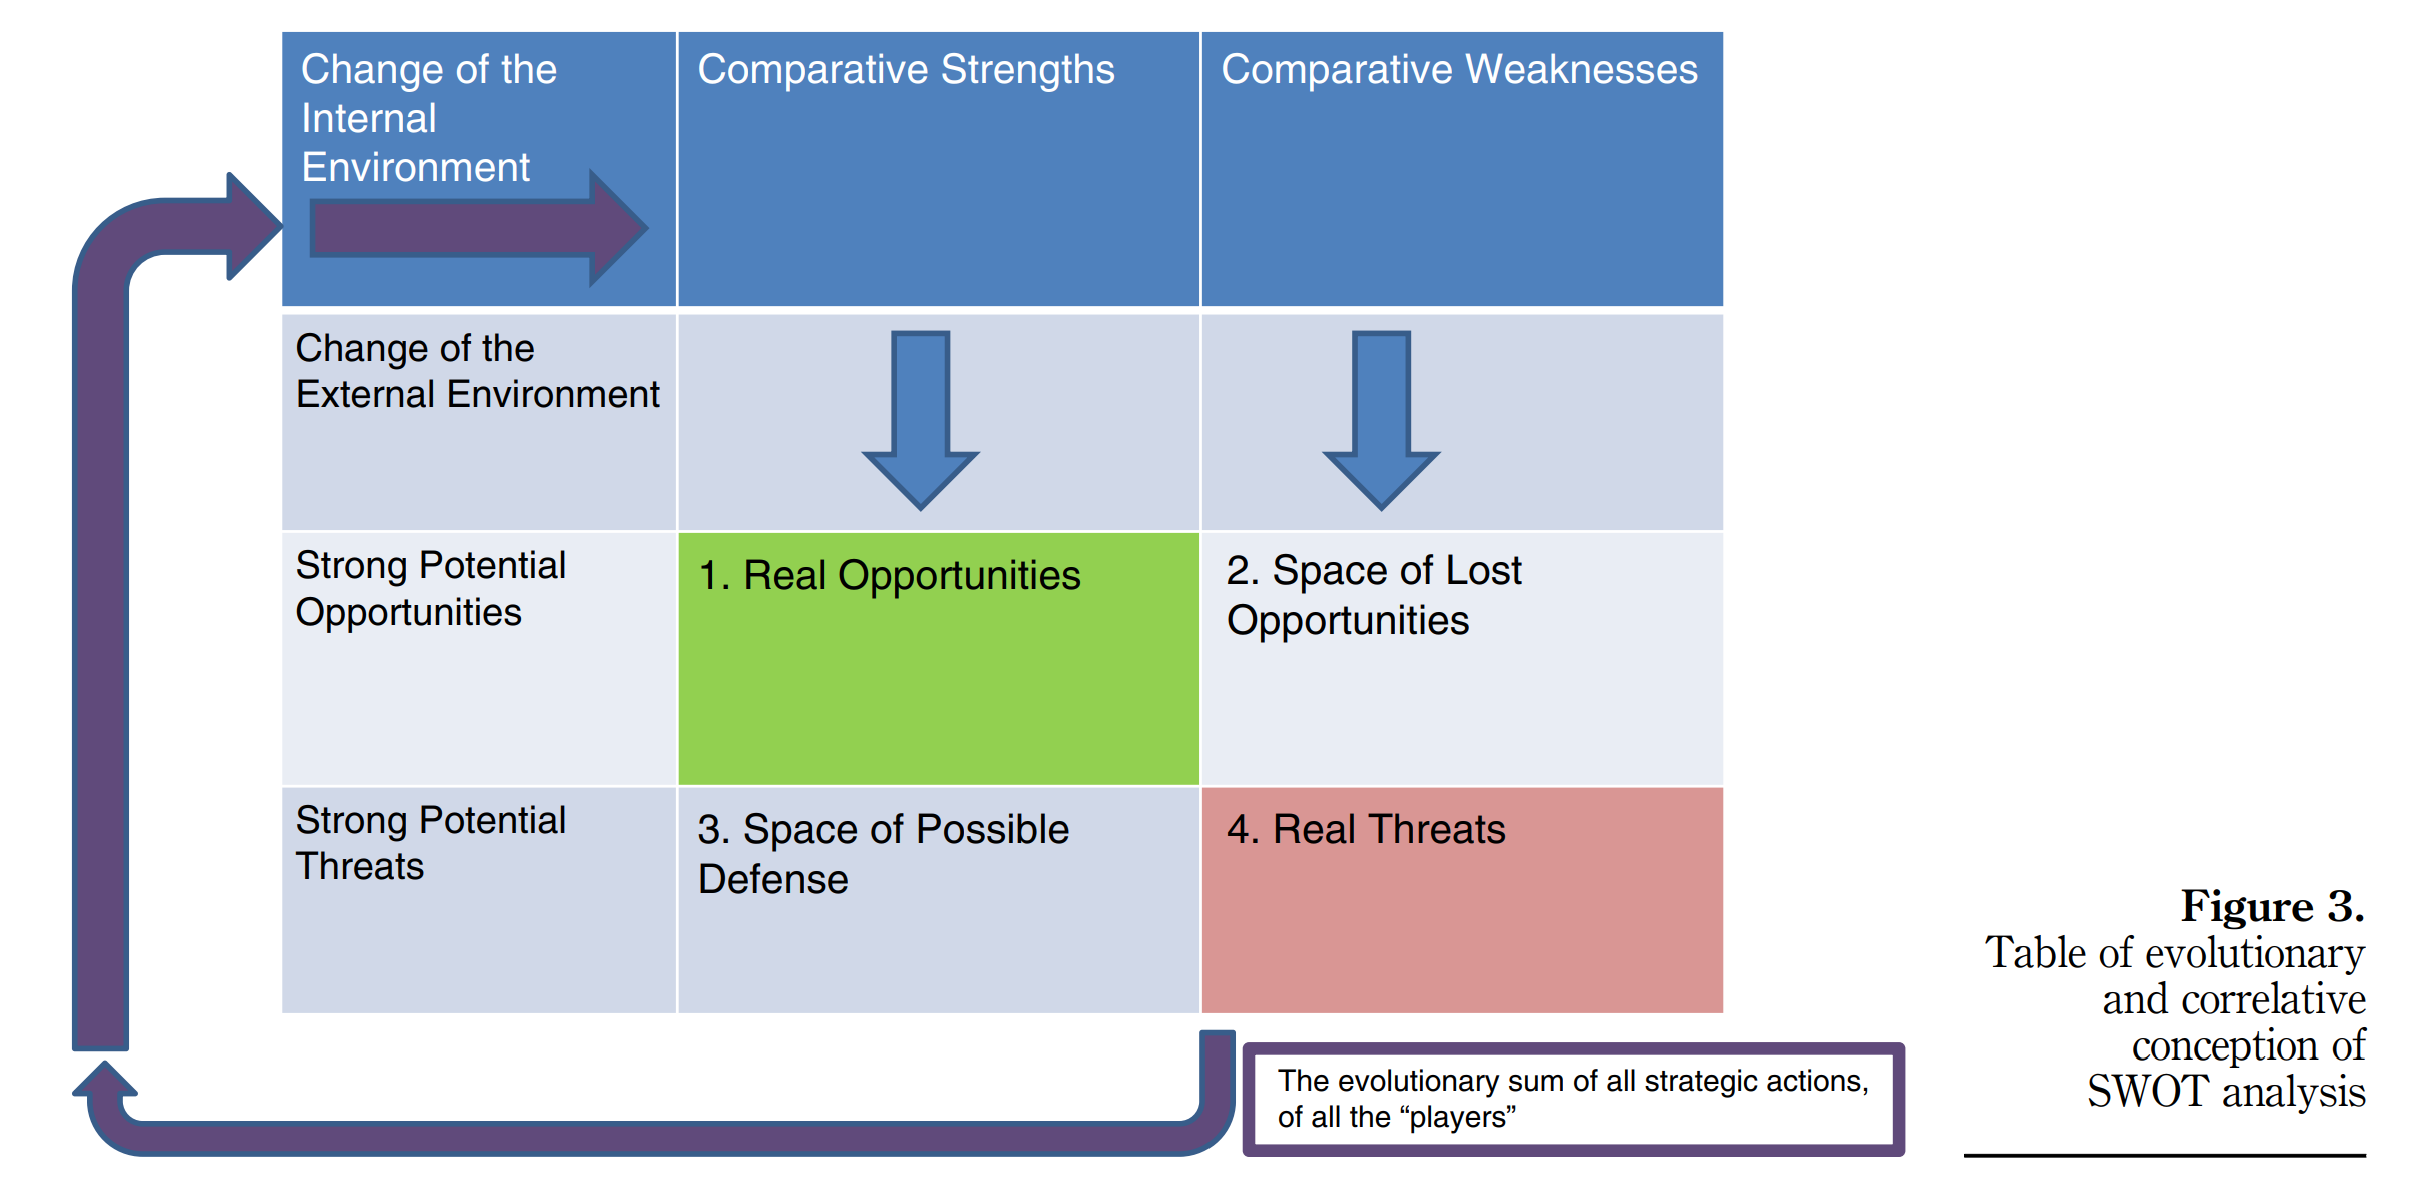 Change of the
Internal
Environment
Comparative Strengths
Comparative Weaknesses
Change of the
External Environment
Strong Potential
Opportunities
1. Real Opportunities
2. Space of Lost
Opportunities
Strong Potential
Threats
3. Space of Possible
Defense
4. Real Threats
The evolutionary sum of all strategic actions,
of all the “players”
Figure 3.
Table of evolutionary
and correlative
conception of
SWOT analysis